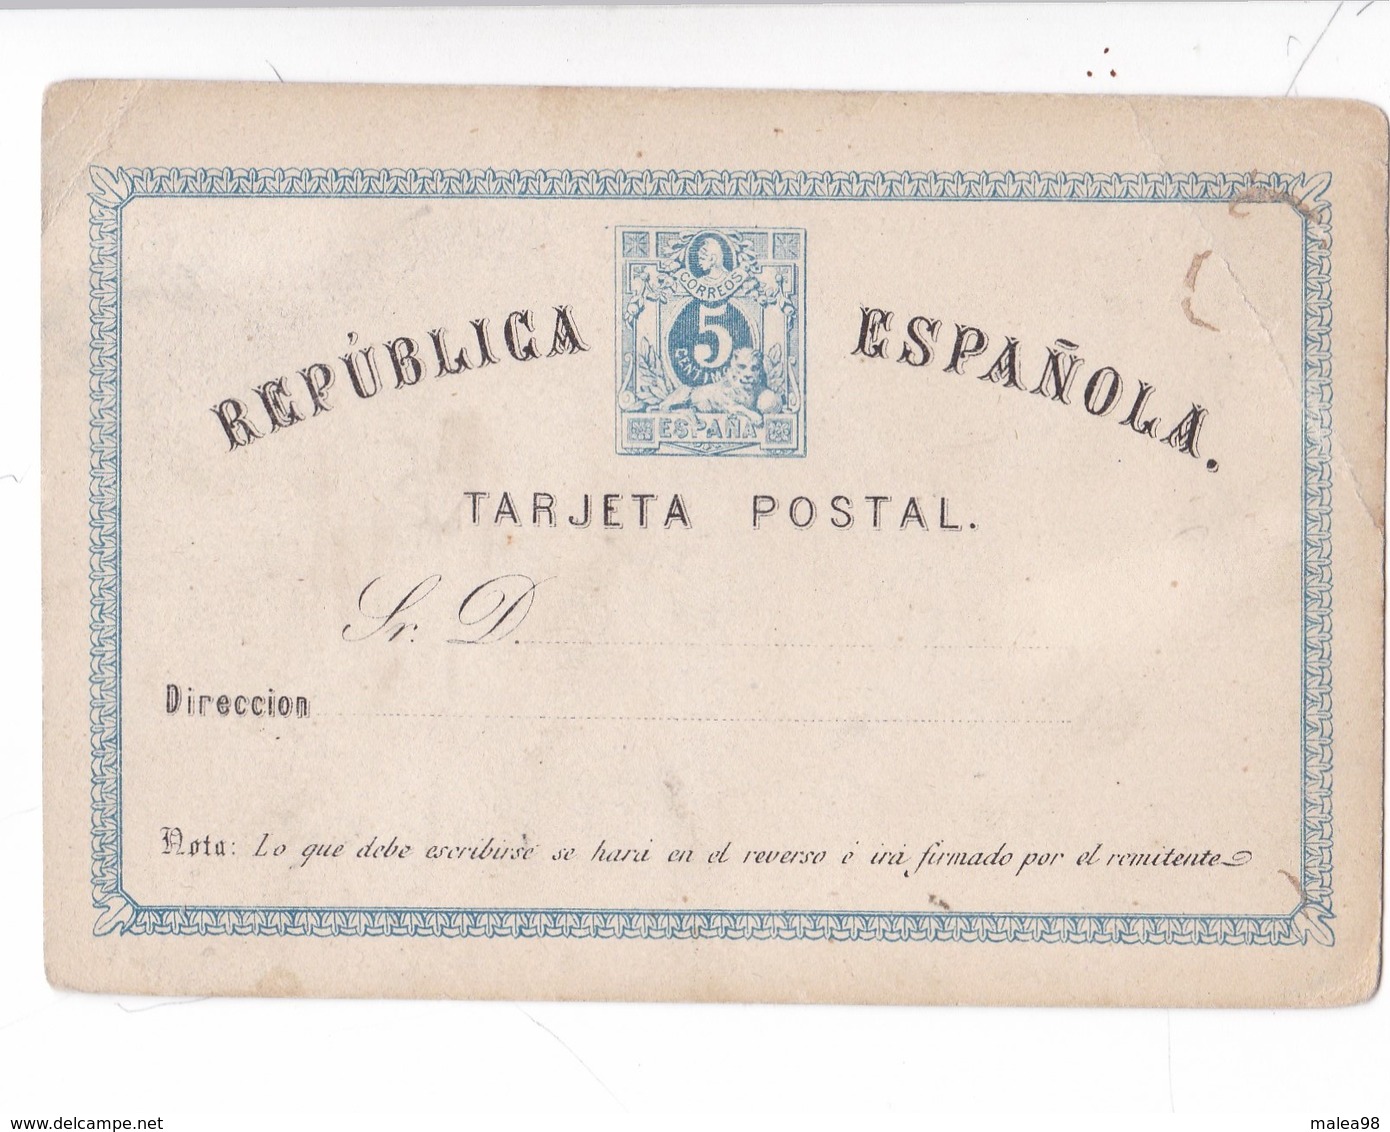 CORREOS
5
CENTIMOS
ESPAÑA
REPÚBLICA ESPAÑOLA.
TARJETA POSTAL.
Sr. D.
Direccion
Nota: Lo que debe escribirse se hará en el reverso é irá firmado por el remitente
www.delcampe.net
malea98